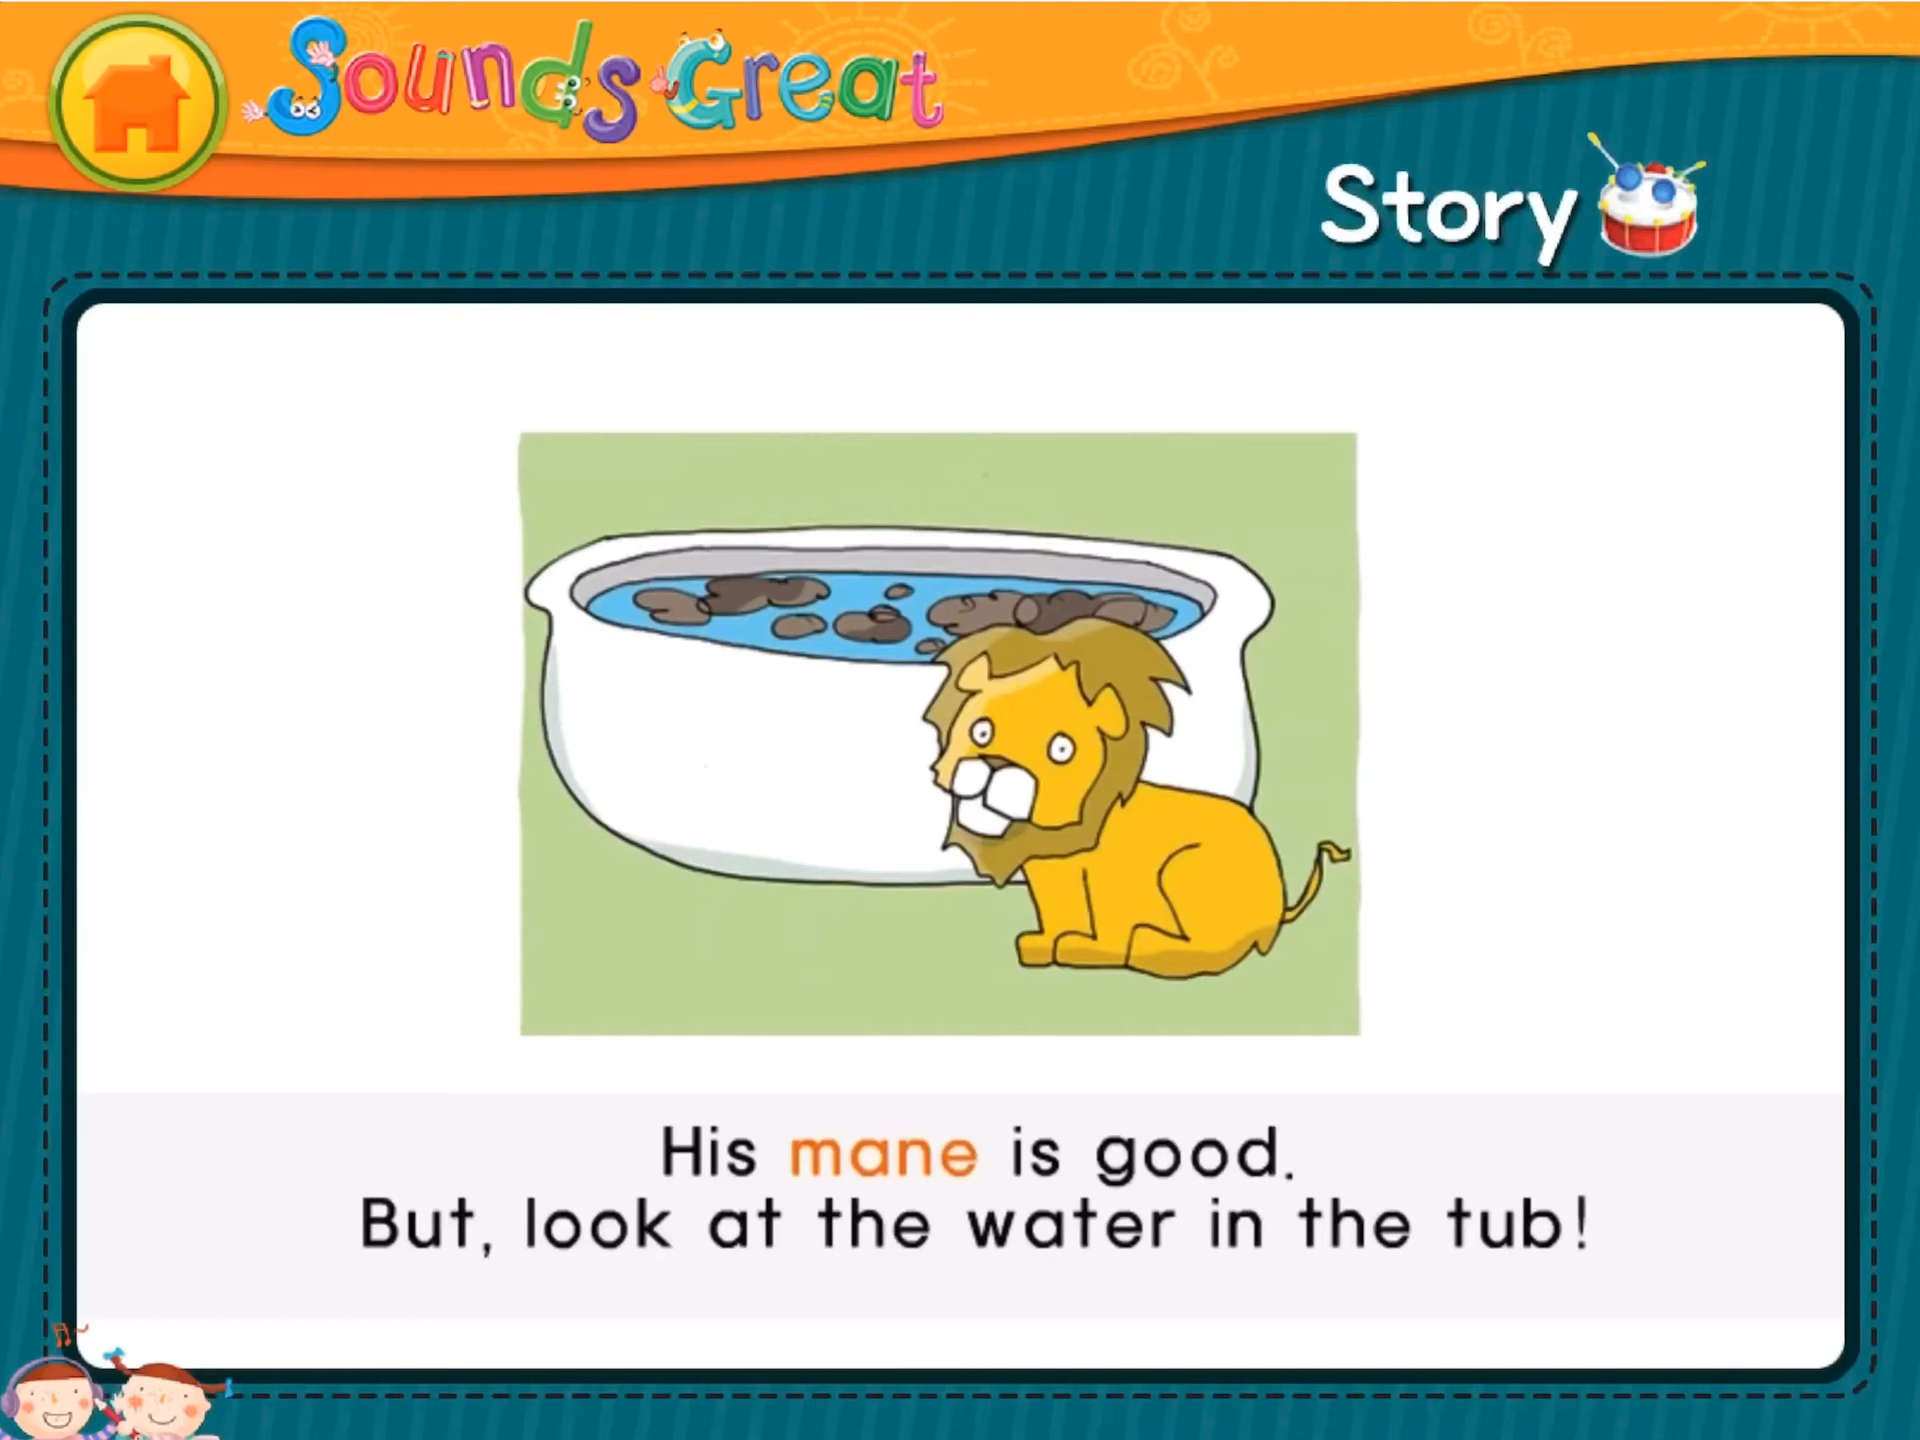 Sounds Great
Story
His mane is good.
But, look at the water in the tub!